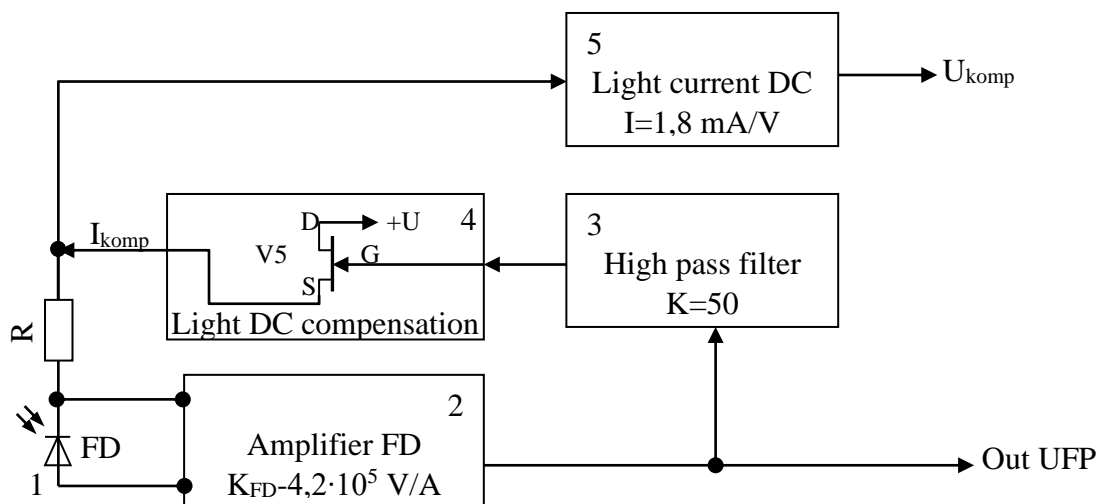 5
Light current DC
I=1,8 mA/V
Ukomp
4
D
+U
Ikomp
V5
G
S
Light DC compensation
3
High pass filter
K=50
R
2
FD
Amplifier FD
1
KFD-4,2·10⁵ V/A
Out UFP